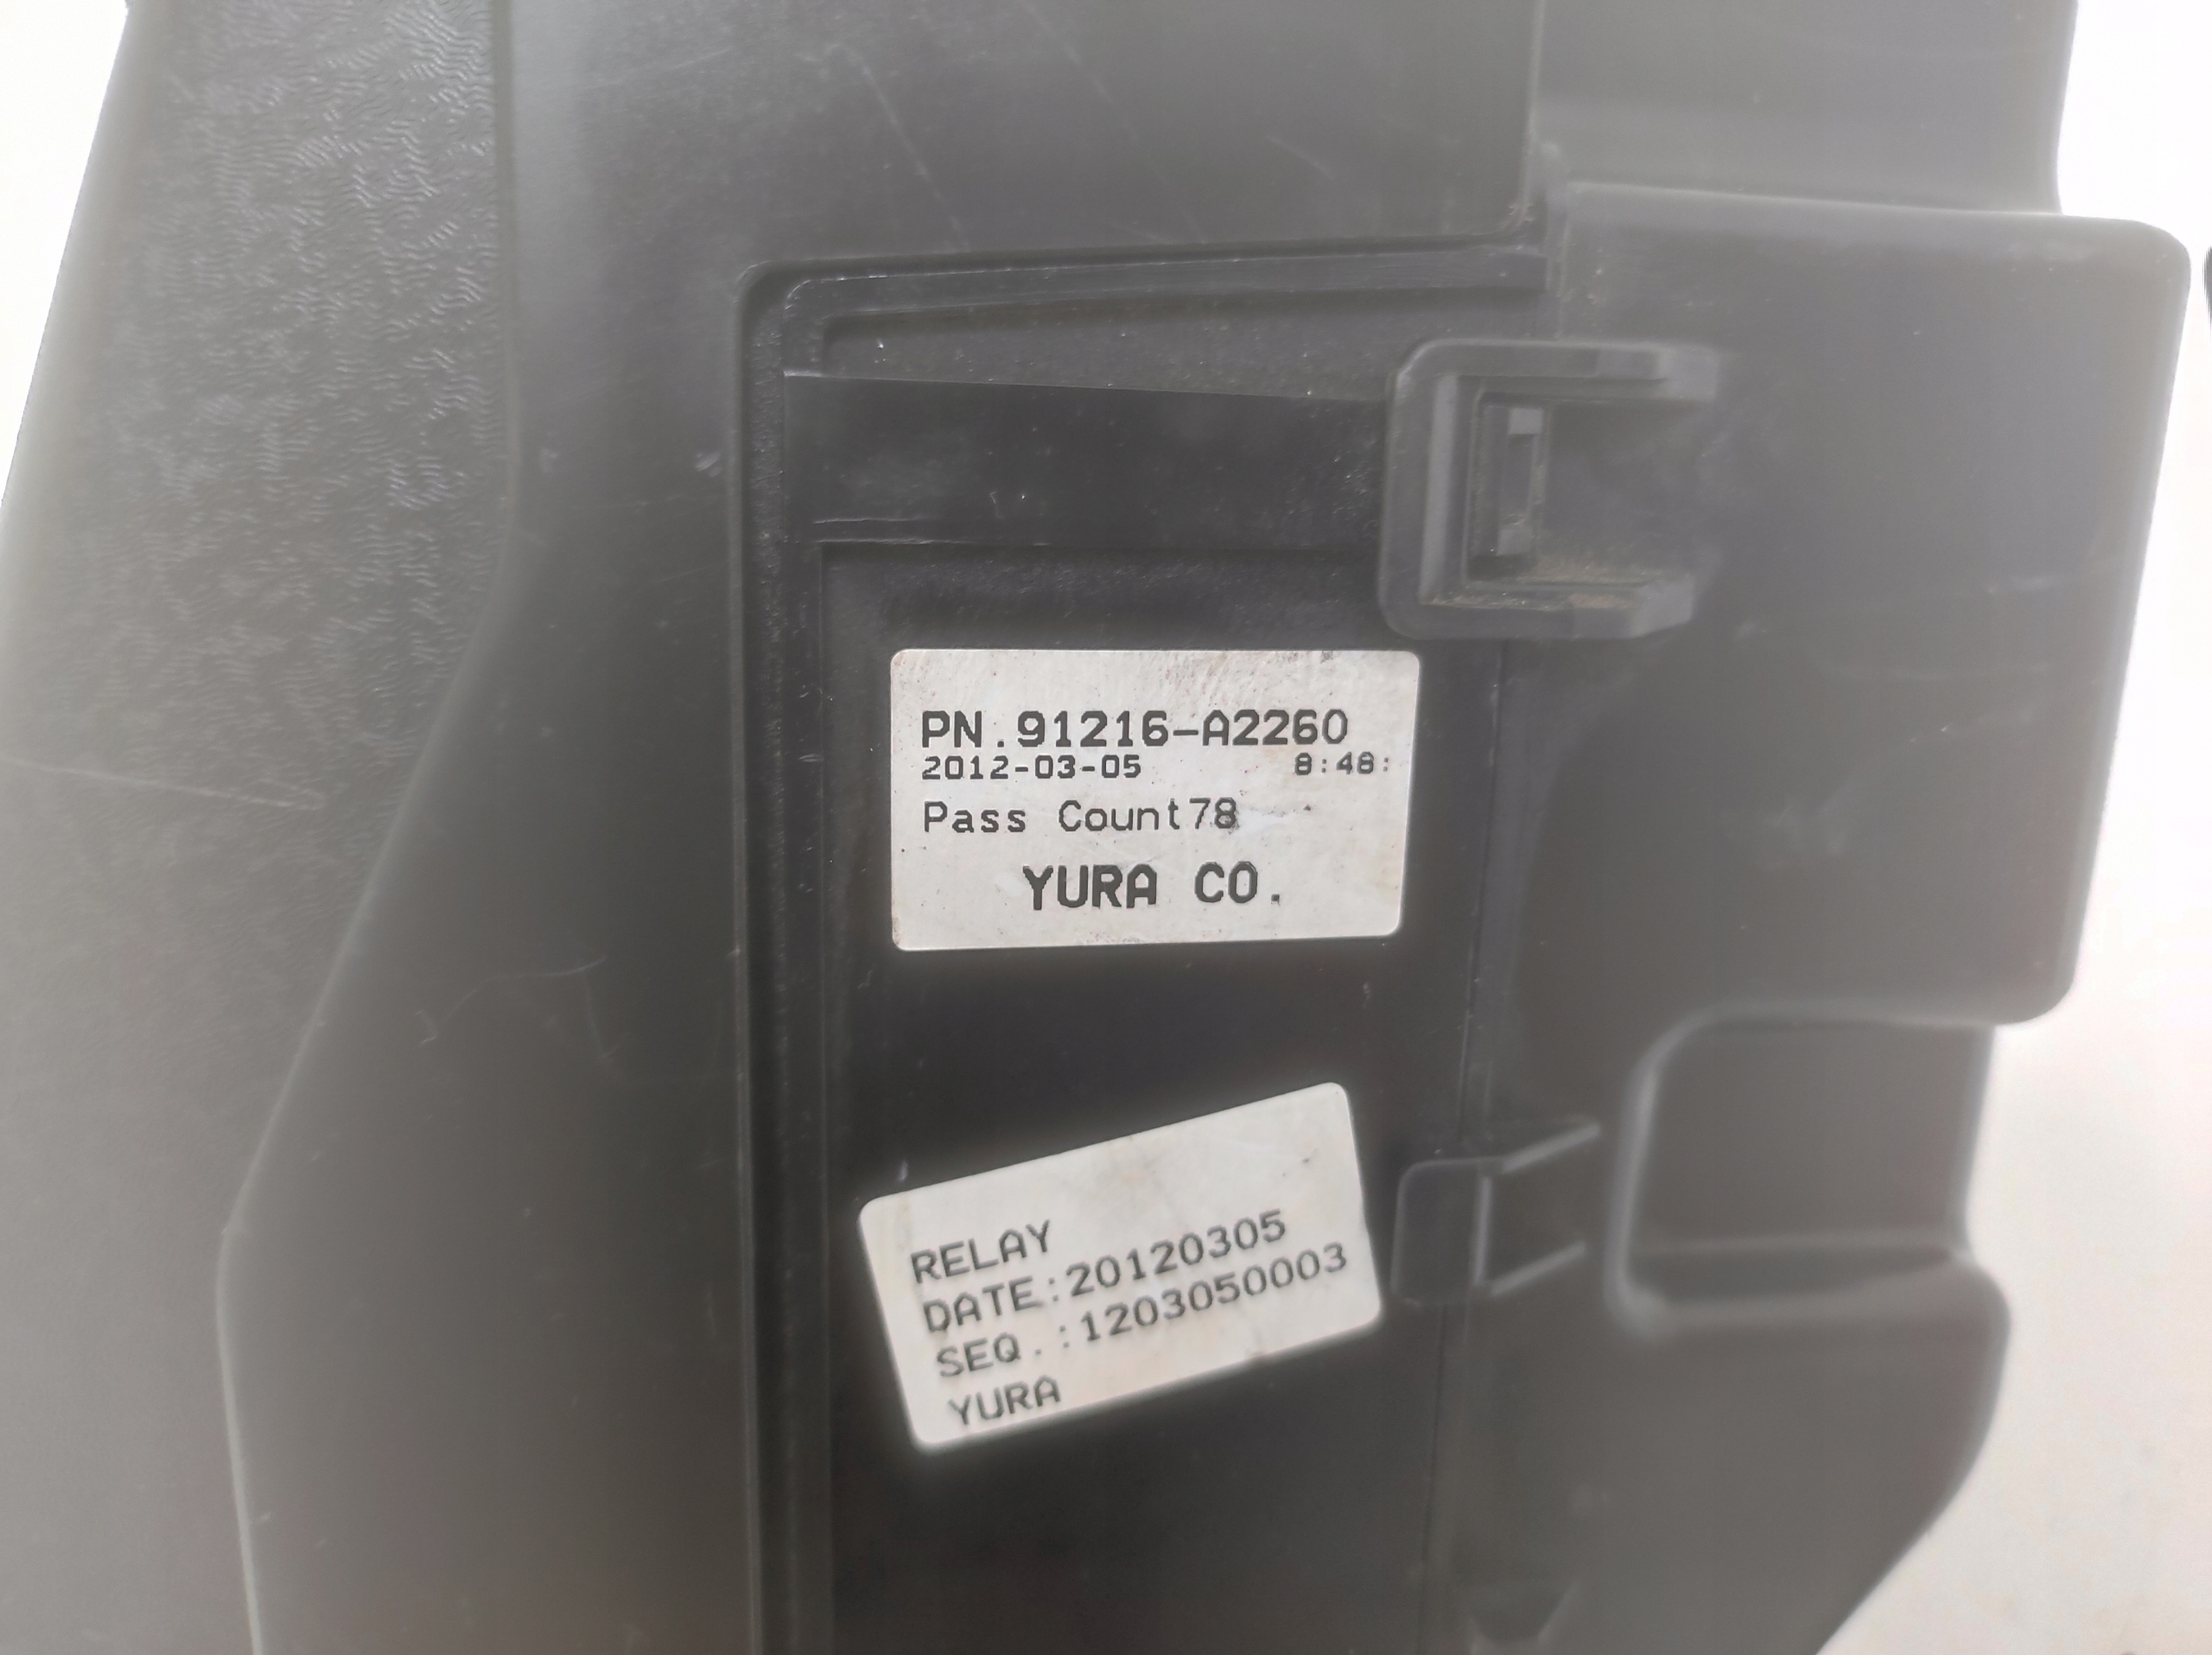 PN.91216-A2260
2012-03-05 8:48:
Pass Count78
YURA CO.
RELAY
DATE:20120305
SEQ.:1203050003
YURA